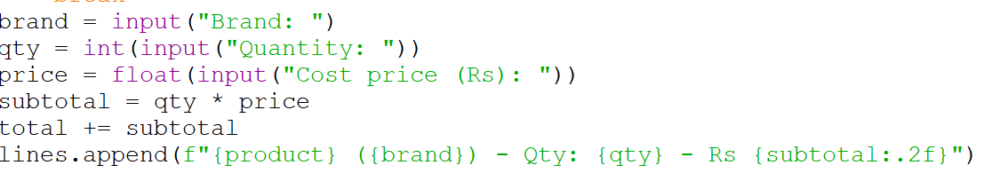 break
brand = input("Brand: ")
qty = int(input("Quantity: "))
price = float(input("Cost price (Rs): "))
subtotal = qty * price
total += subtotal
lines.append(f"{product} ({brand}) - Qty: {qty} - Rs {subtotal:.2f}")